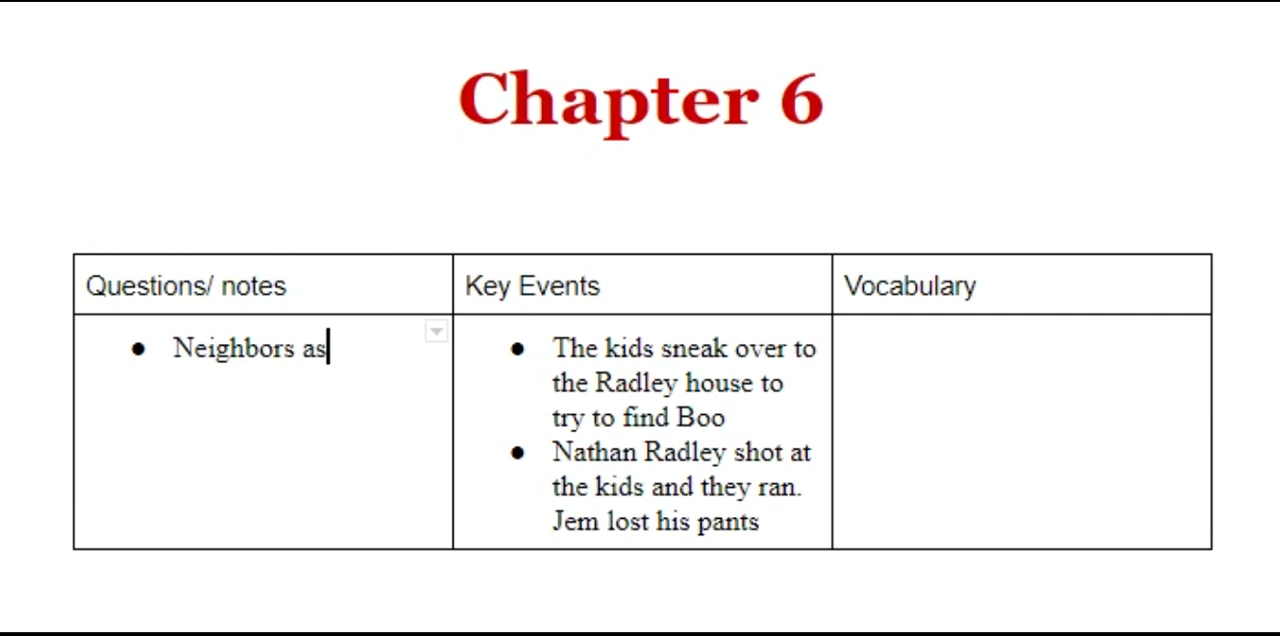 Chapter 6
Questions/ notes
Key Events
Vocabulary
Neighbors as
The kids sneak over to
the Radley house to
try to find Boo
Nathan Radley shot at
the kids and they ran.
Jem lost his pants